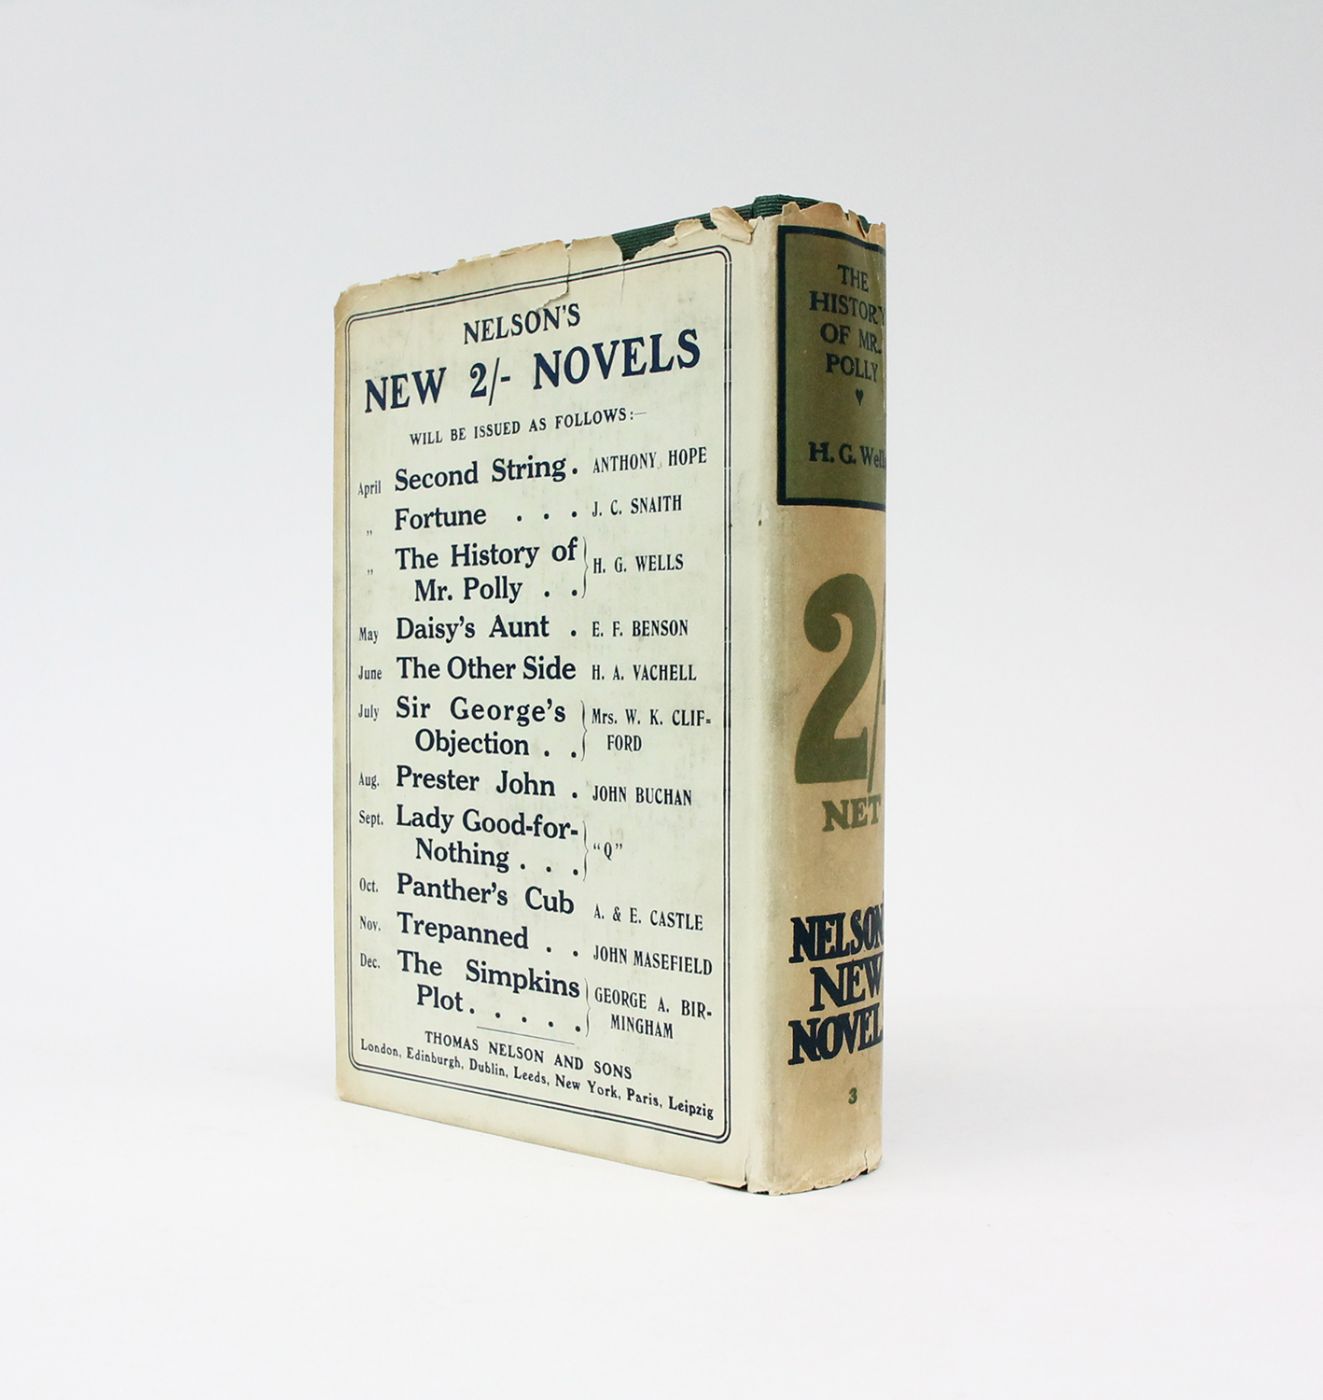 NELSON'S
NEW 2/- NOVELS
WILL BE ISSUED AS FOLLOWS:—
April Second String . ANTHONY HOPE
„ Fortune . . . J. C. SNAITH
„ The History of
Mr. Polly . . H. G. WELLS
May Daisy's Aunt . E. F. BENSON
June The Other Side H. A. VACHELL
July Sir George's
Objection . . Mrs. W. K. CLIF-
FORD
Aug. Prester John . JOHN BUCHAN
Sept. Lady Good-for-
Nothing . . . "Q"
Oct. Panther's Cub A. & E. CASTLE
Nov. Trepanned . . JOHN MASEFIELD
Dec. The Simpkins
Plot . . . . . GEORGE A. BIR-
MINGHAM
THOMAS NELSON AND SONS
London, Edinburgh, Dublin, Leeds, New York, Paris, Leipzig
THE
HISTORY
OF MR.
POLLY
H. G. Wells
2/-
NET
NELSON'
NEW
NOVEL
3